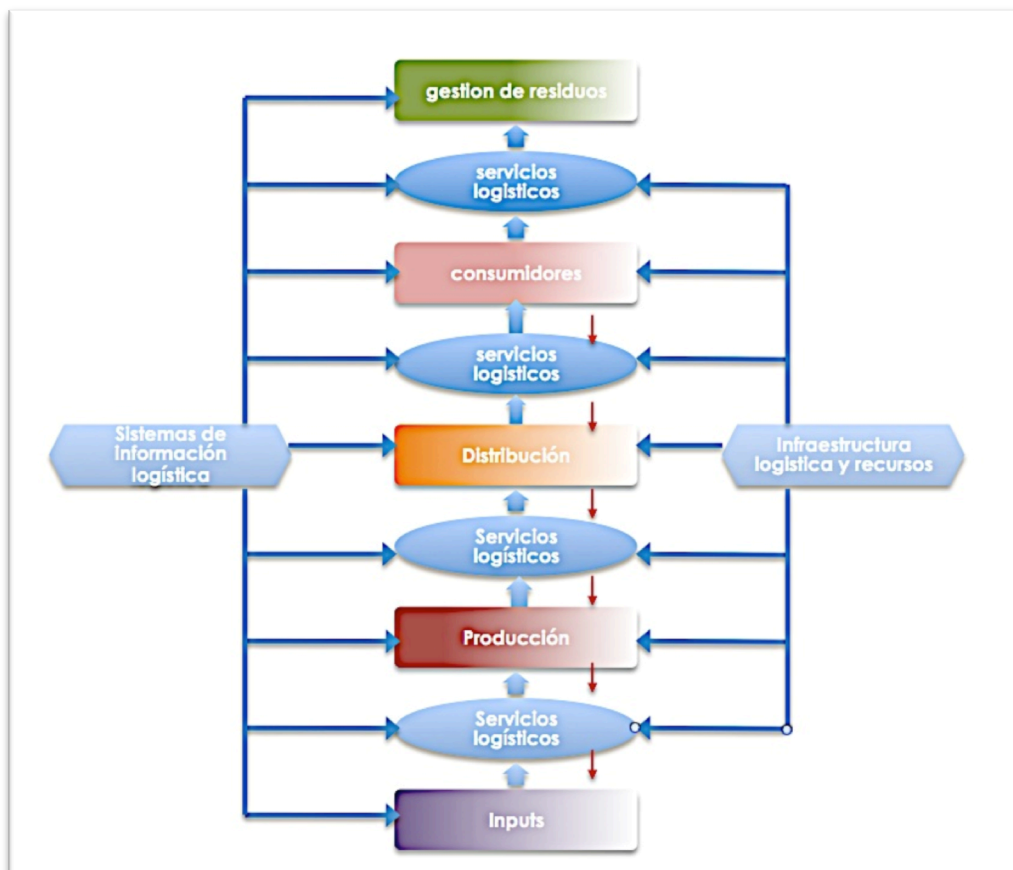 gestion de residuos
servicios
logísticos
consumidores
servicios
logísticos
Sistemas de
información
logística
Distribución
Infraestructura
logistica y recursos
Servicios
logísticos
Producción
Servicios
logísticos
Inputs